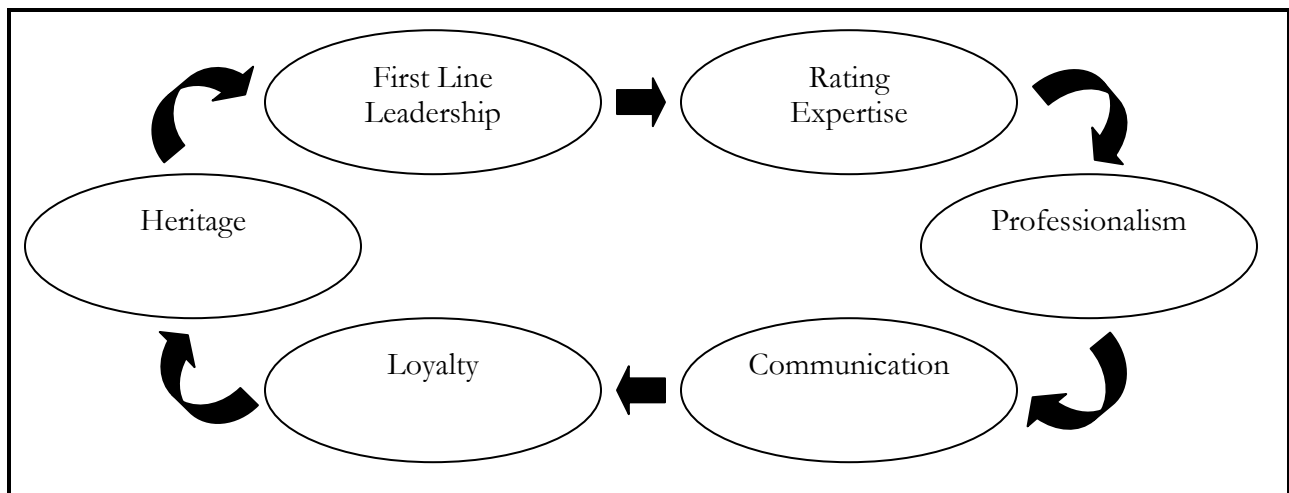 First Line
Leadership
Rating
Expertise
Heritage
Professionalism
Loyalty
Communication